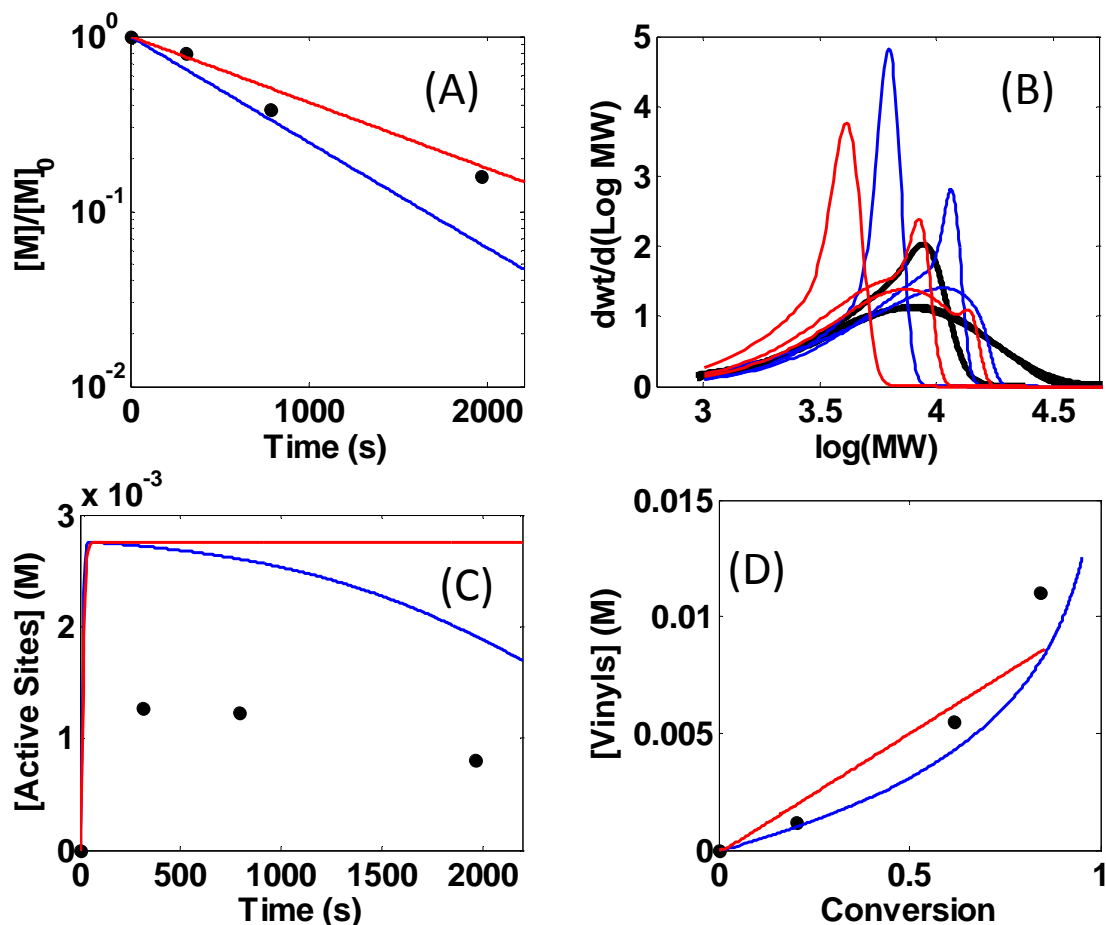 (A)
10^0
10^-1
10^-2
[M]/[M]_0
0 1000 2000
Time (s)
(B)
5
4
3
2
1
0
dwt/d(Log MW)
3 3.5 4 4.5
log(MW)
(C)
x 10^-3
3
2
1
0
[Active Sites] (M)
0 500 1000 1500 2000
Time (s)
(D)
0.015
0.01
0.005
0
[Vinyls] (M)
0 0.5 1
Conversion